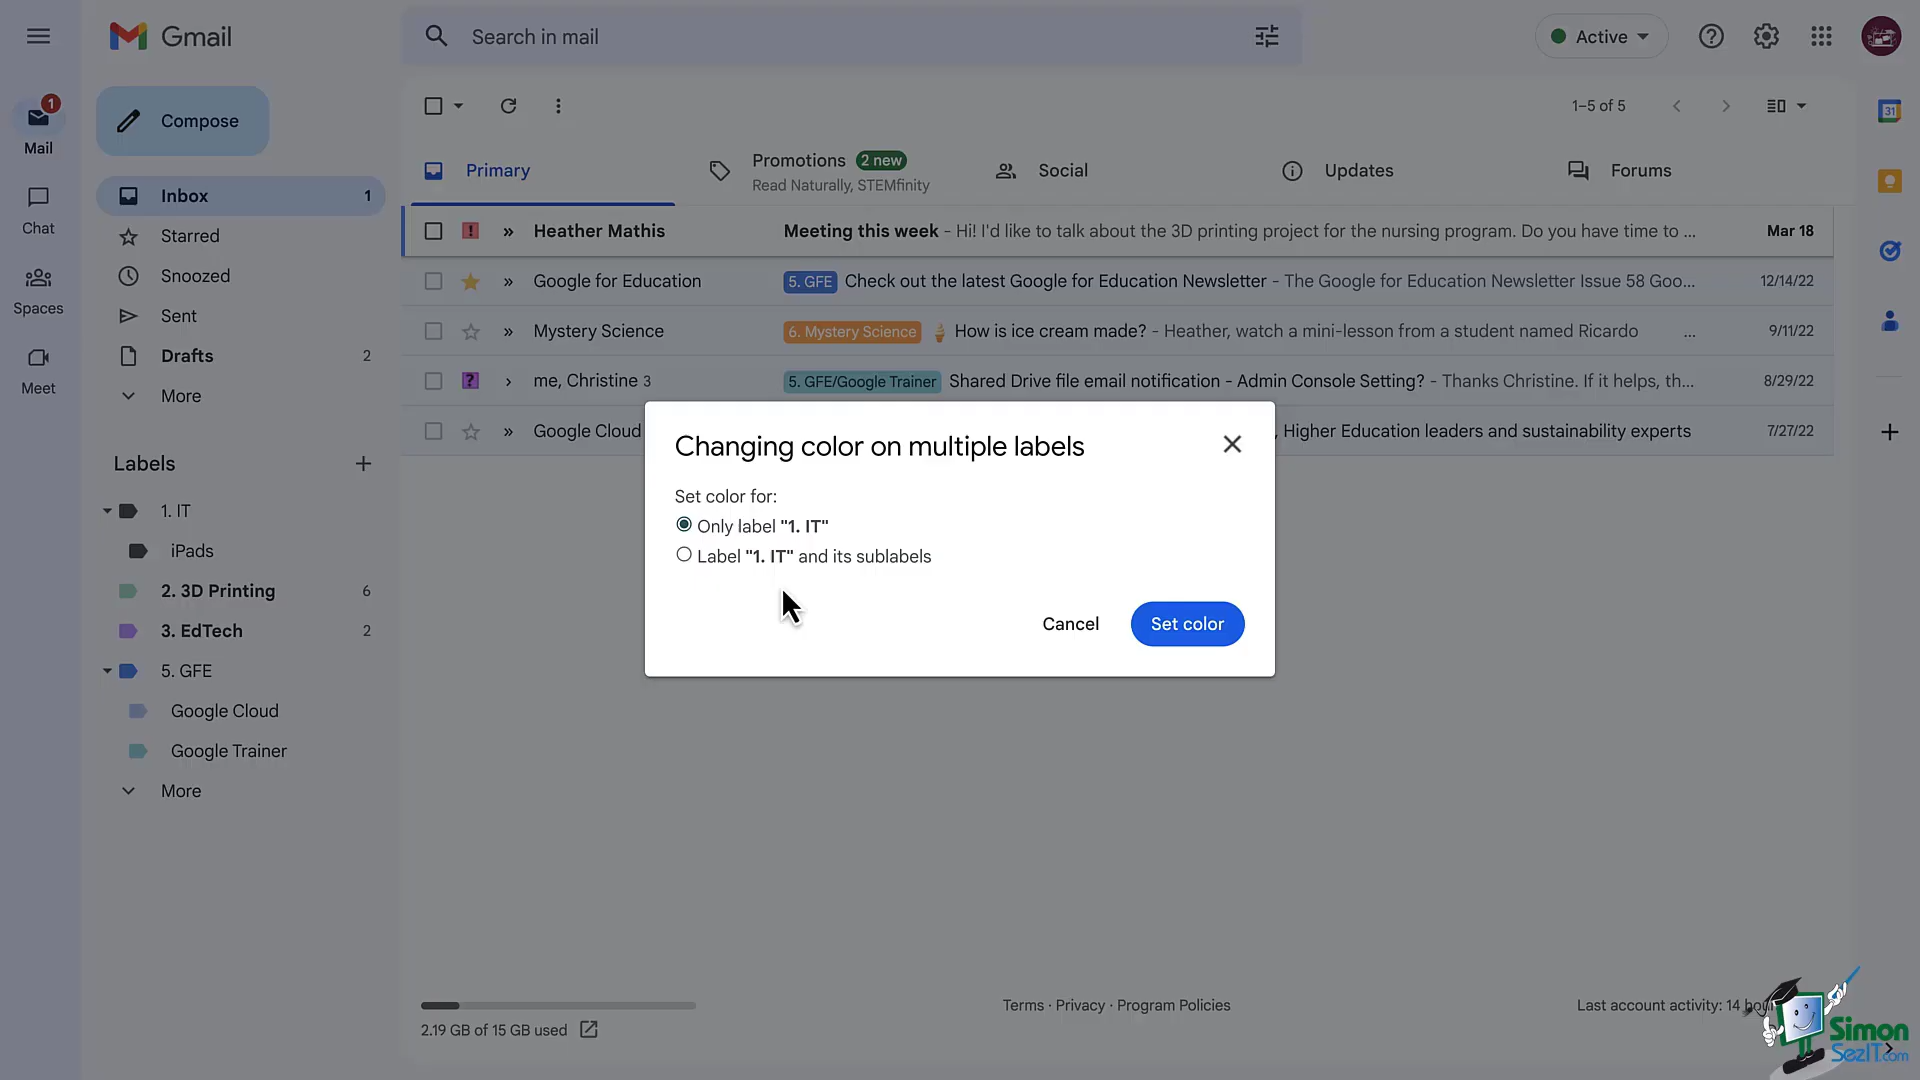 Gmail
Search in mail
Active
1
Mail
Compose
1–5 of 5
31
Primary
Promotions 2 new
Read Naturally, STEMfinity
Social
Updates
Forums
Inbox 1
Chat
Starred
Snoozed
Spaces
Sent
Drafts 2
Meet
More
! » Heather Mathis Meeting this week - Hi! I'd like to talk about the 3D printing project for the nursing program. Do you have time to ... Mar 18
» Google for Education 5. GFE Check out the latest Google for Education Newsletter - The Google for Education Newsletter Issue 58 Goo... 12/14/22
» Mystery Science 6. Mystery Science How is ice cream made? - Heather, watch a mini-lesson from a student named Ricardo ... 9/11/22
? › me, Christine 3 5. GFE/Google Trainer Shared Drive file email notification - Admin Console Setting? - Thanks Christine. If it helps, th... 8/29/22
» Google Cloud , Higher Education leaders and sustainability experts 7/27/22
Changing color on multiple labels
Set color for:
Only label "1. IT"
Label "1. IT" and its sublabels
Cancel
Set color
Labels
1. IT
iPads
2. 3D Printing 6
3. EdTech 2
5. GFE
Google Cloud
Google Trainer
More
2.19 GB of 15 GB used
Terms · Privacy · Program Policies
Last account activity: 14
Simon
SezIT.com